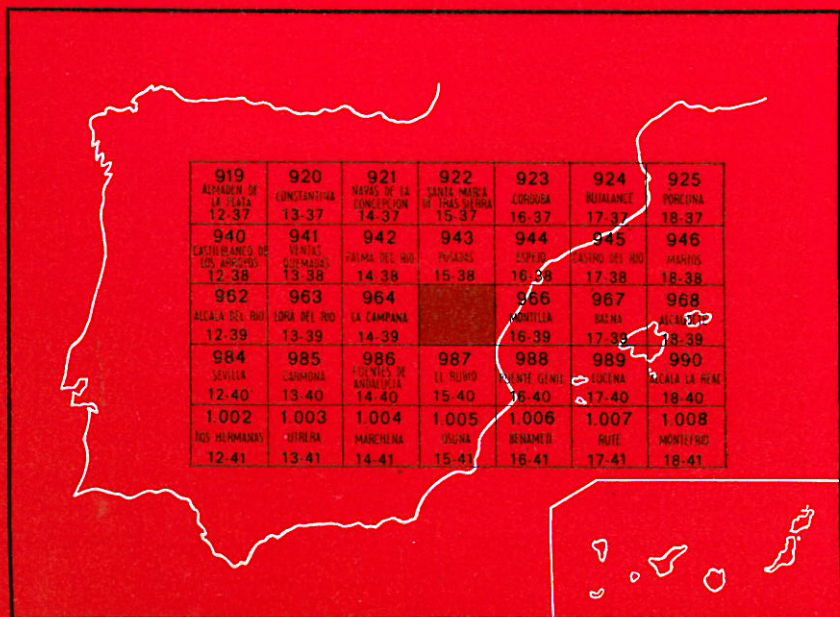 919 920 921 922 923 924 925
ALMADEN DE CONSTANTINA NAVAS DE LA SANTA MARIA CORDOBA BUJALANCE PORCUNA
LA PLATA CONCEPCION DE TRAS SIERRA
12-37 13-37 14-37 15-37 16-37 17-37 18-37
940 941 942 943 944 945 946
CASTILBLANCO DE VENTAS PALMA DEL RIO POSADAS ESPEJO CASTRO DEL RIO MARTOS
LOS ARROYOS QUEMADAS
12-38 13-38 14-38 15-38 16-38 17-38 18-38
962 963 964 966 967 968
ALCALA DEL RIO LORA DEL RIO LA CAMPANA MONTILLA BAENA ALCAUDETE
12-39 13-39 14-39 16-39 17-39 18-39
984 985 986 987 988 989 990
SEVILLA CARMONA FUENTES DE EL RUBIO PUENTE GENIL LUCENA ALCALA LA REAL
ANDALUCIA
12-40 13-40 14-40 15-40 16-40 17-40 18-40
1.002 1.003 1.004 1.005 1.006 1.007 1.008
DOS HERMANAS UTRERA MARCHENA OSUNA BENAMEJI RUTE MONTEFRIO
12-41 13-41 14-41 15-41 16-41 17-41 18-41